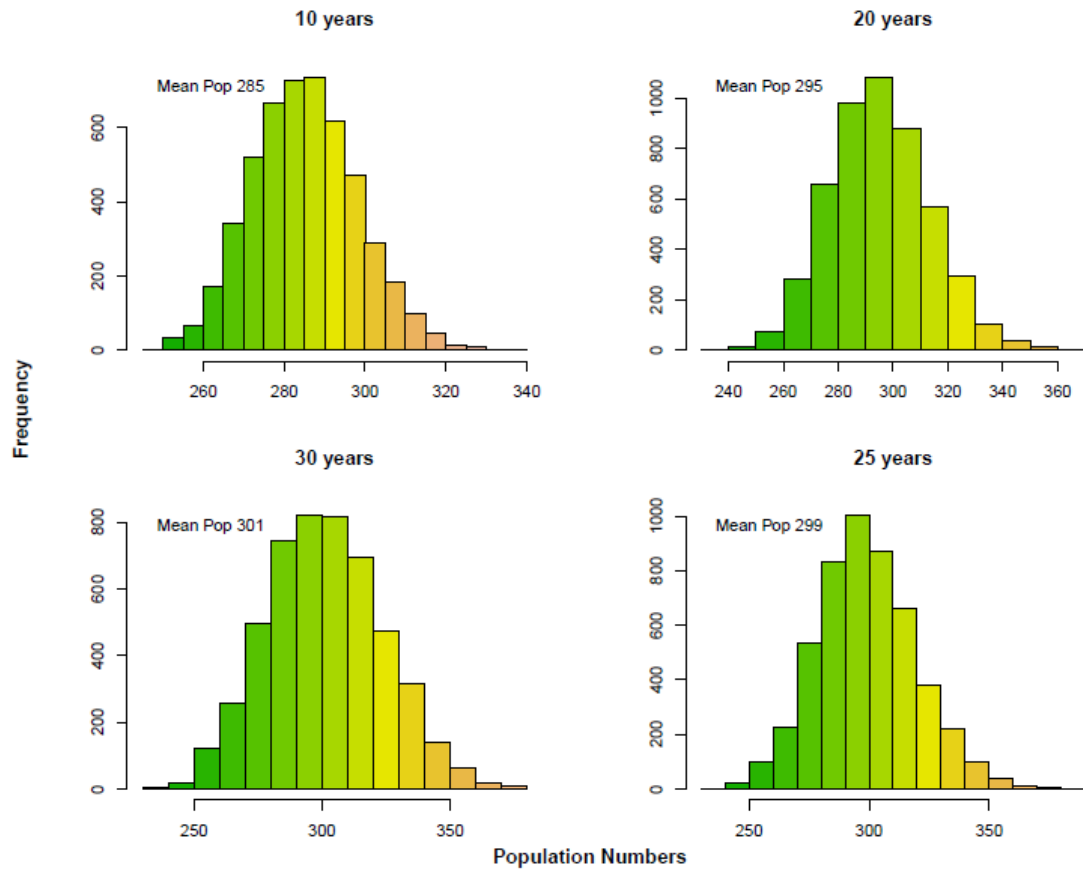 10 years
Mean Pop 285
0 200 400 600
260 280 300 320 340
20 years
Mean Pop 295
0 200 400 600 800 1000
240 260 280 300 320 340 360
Frequency
30 years
Mean Pop 301
0 200 400 600 800
250 300 350
25 years
Mean Pop 299
0 200 400 600 800 1000
250 300 350
Population Numbers